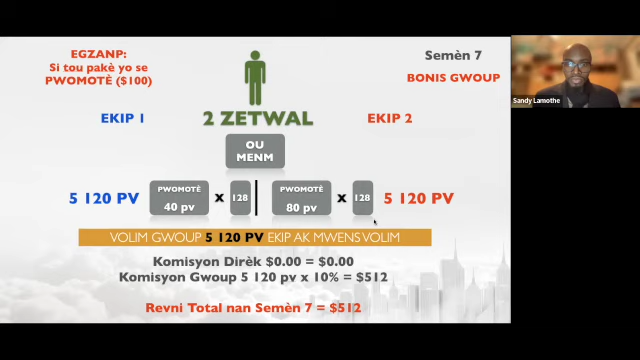 EGZANP:
Si tou pakè yo se
PWOMOTÈ ($100)
Semèn 7
BONIS GWOUP
Sandy Lamothe
EKIP 1
2 ZETWAL
EKIP 2
OU
MENM
5 120 PV
PWOMOTÈ
40 pv
x
128
PWOMOTÈ
80 pv
x
128
5 120 PV
VOLIM GWOUP 5 120 PV EKIP AK MWENS VOLIM
Komisyon Dirèk $0.00 = $0.00
Komisyon Gwoup 5 120 pv x 10% = $512
Revni Total nan Semèn 7 = $512